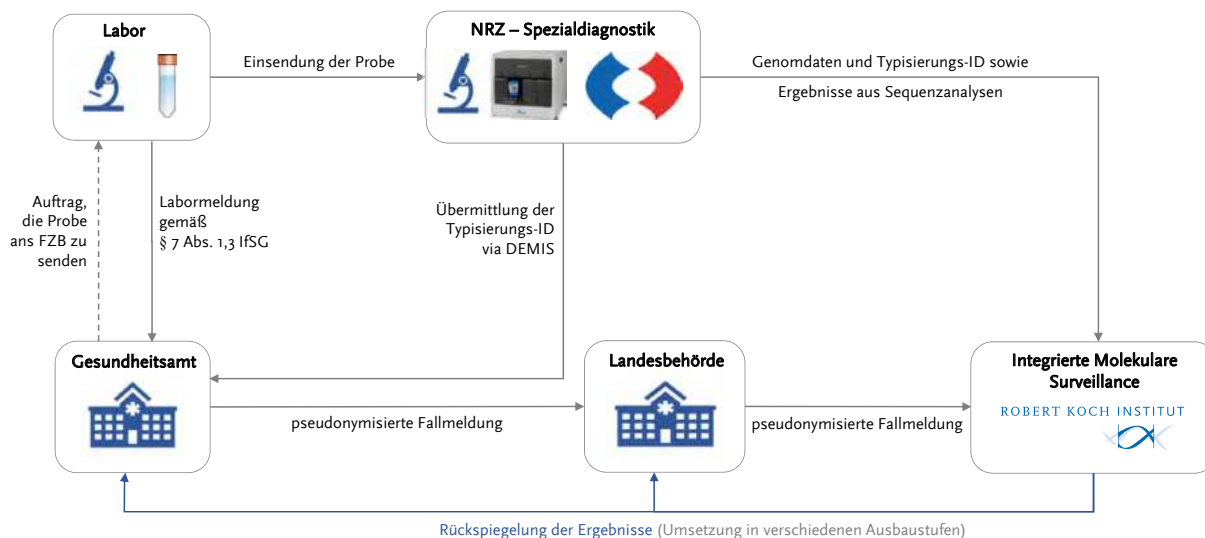 Labor
NRZ – Spezialdiagnostik
Einsendung der Probe
Genomdaten und Typisierungs-ID sowie
Ergebnisse aus Sequenzanalysen
Auftrag,
die Probe
ans FZB zu
senden
Labormeldung
gemäß
§ 7 Abs. 1,3 IfSG
Übermittlung der
Typisierungs-ID
via DEMIS
Gesundheitsamt
pseudonymisierte Fallmeldung
Landesbehörde
pseudonymisierte Fallmeldung
Integrierte Molekulare
Surveillance
ROBERT KOCH INSTITUT
Rückspiegelung der Ergebnisse (Umsetzung in verschiedenen Ausbaustufen)